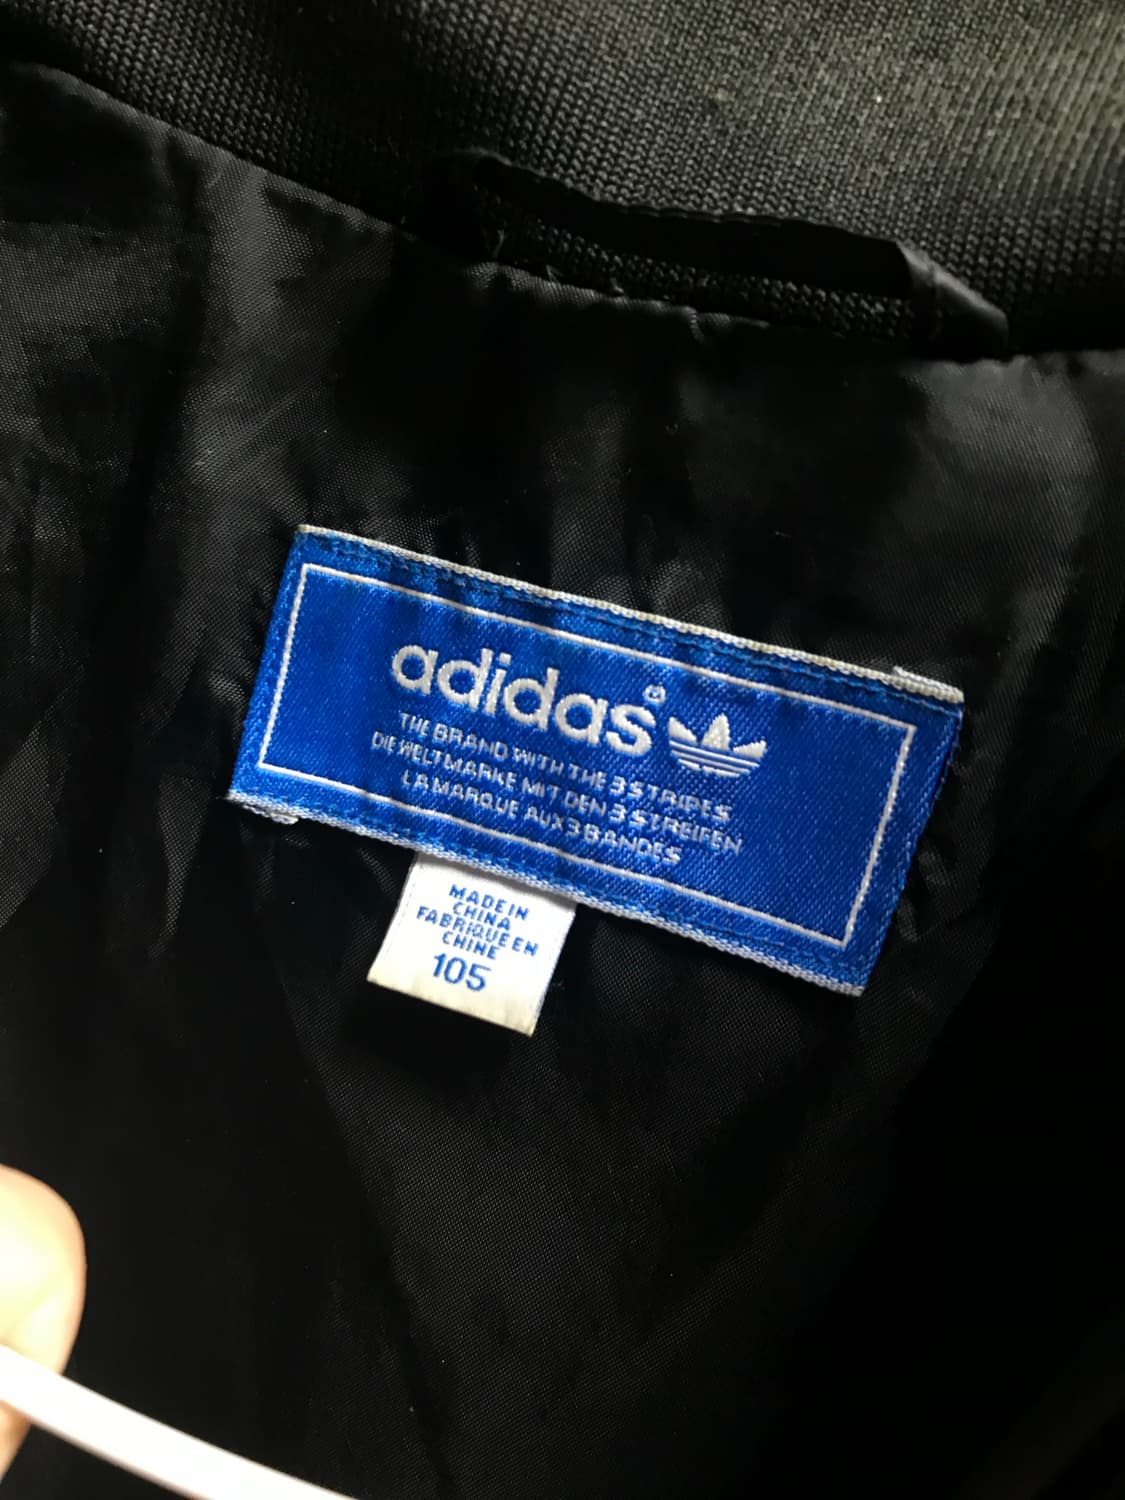 adidas®
THE BRAND WITH THE 3 STRIPES
DIE WELTMARKE MIT DEN 3 STREIFEN
LA MARQUE AUX 3 BANDES
MADE IN
CHINA
FABRIQUE EN
CHINE
105